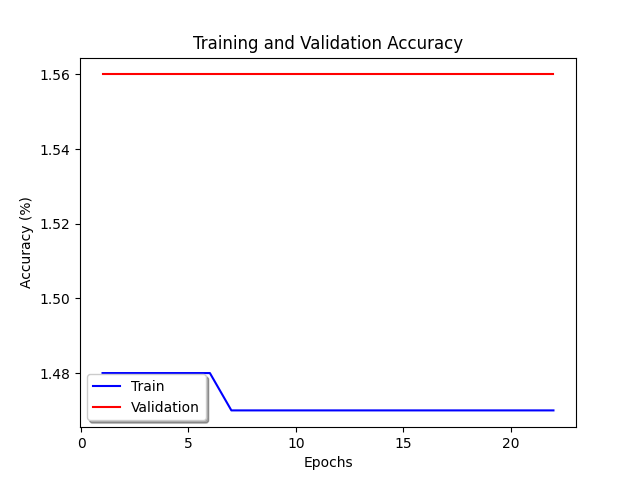 Training and Validation Accuracy
Accuracy (%)
1.56
1.54
1.52
1.50
1.48
Train
Validation
0 5 10 15 20
Epochs